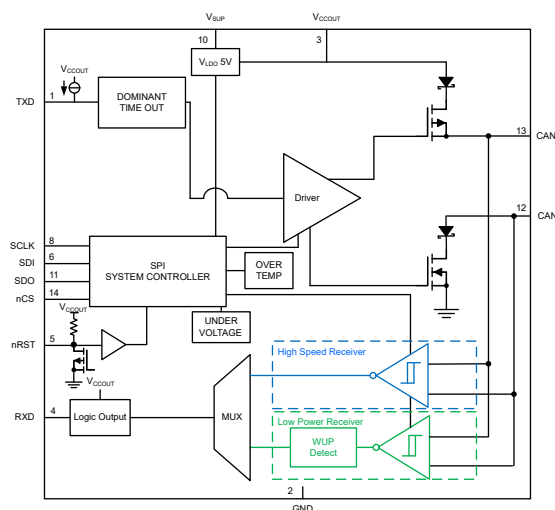 VSUP
VCCOUT
10
3
VLDO 5V
VCCOUT
TXD
1
DOMINANT
TIME OUT
13
CAN
Driver
12
CAN
SCLK
8
SDI
6
SDO
11
nCS
14
SPI
SYSTEM CONTROLLER
OVER
TEMP
UNDER
VOLTAGE
VCCOUT
nRST
5
High Speed Receiver
VCCOUT
RXD
4
Logic Output
MUX
Low Power Receiver
WUP
Detect
2
GND